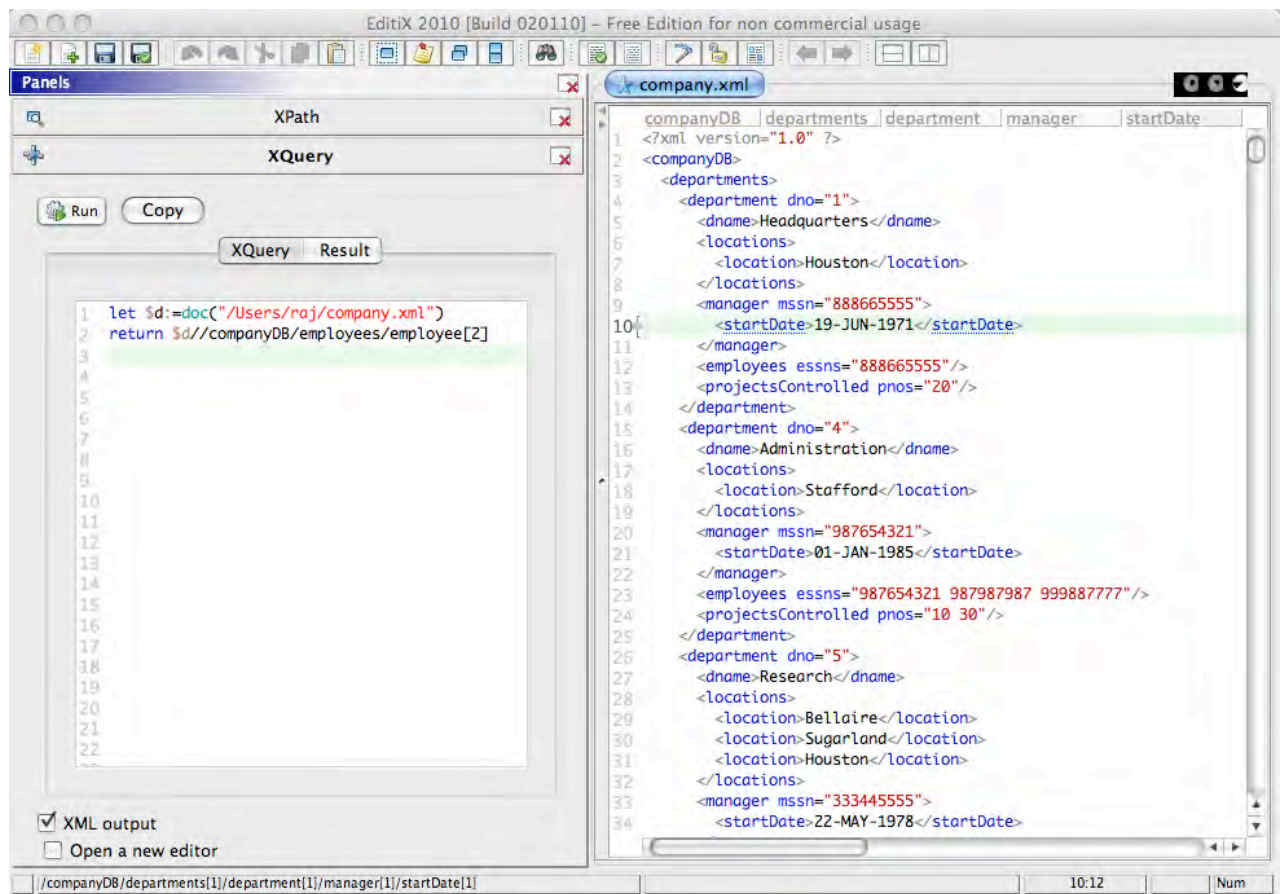 EditiX 2010 [Build 020110] – Free Edition for non commercial usage
Panels
XPath
XQuery
Run Copy
XQuery Result
1 let $d:=doc("/Users/raj/company.xml")
2 return $d//companyDB/employees/employee[2]
3
4
5
6
7
8
9
10
11
12
13
14
15
16
17
18
19
20
21
22
XML output
Open a new editor
company.xml
companyDB departments department manager startDate
1 <?xml version="1.0" ?>
2 <companyDB>
3 <departments>
4 <department dno="1">
5 <dname>Headquarters</dname>
6 <locations>
7 <location>Houston</location>
8 </locations>
9 <manager mssn="888665555">
10 <startDate>19-JUN-1971</startDate>
11 </manager>
12 <employees essns="888665555"/>
13 <projectsControlled pnos="20"/>
14 </department>
15 <department dno="4">
16 <dname>Administration</dname>
17 <locations>
18 <location>Stafford</location>
19 </locations>
20 <manager mssn="987654321">
21 <startDate>01-JAN-1985</startDate>
22 </manager>
23 <employees essns="987654321 987987987 999887777"/>
24 <projectsControlled pnos="10 30"/>
25 </department>
26 <department dno="5">
27 <dname>Research</dname>
28 <locations>
29 <location>Bellaire</location>
30 <location>Sugarland</location>
31 <location>Houston</location>
32 </locations>
33 <manager mssn="333445555">
34 <startDate>22-MAY-1978</startDate>
/companyDB/departments[1]/department[1]/manager[1]/startDate[1]
10:12
Num